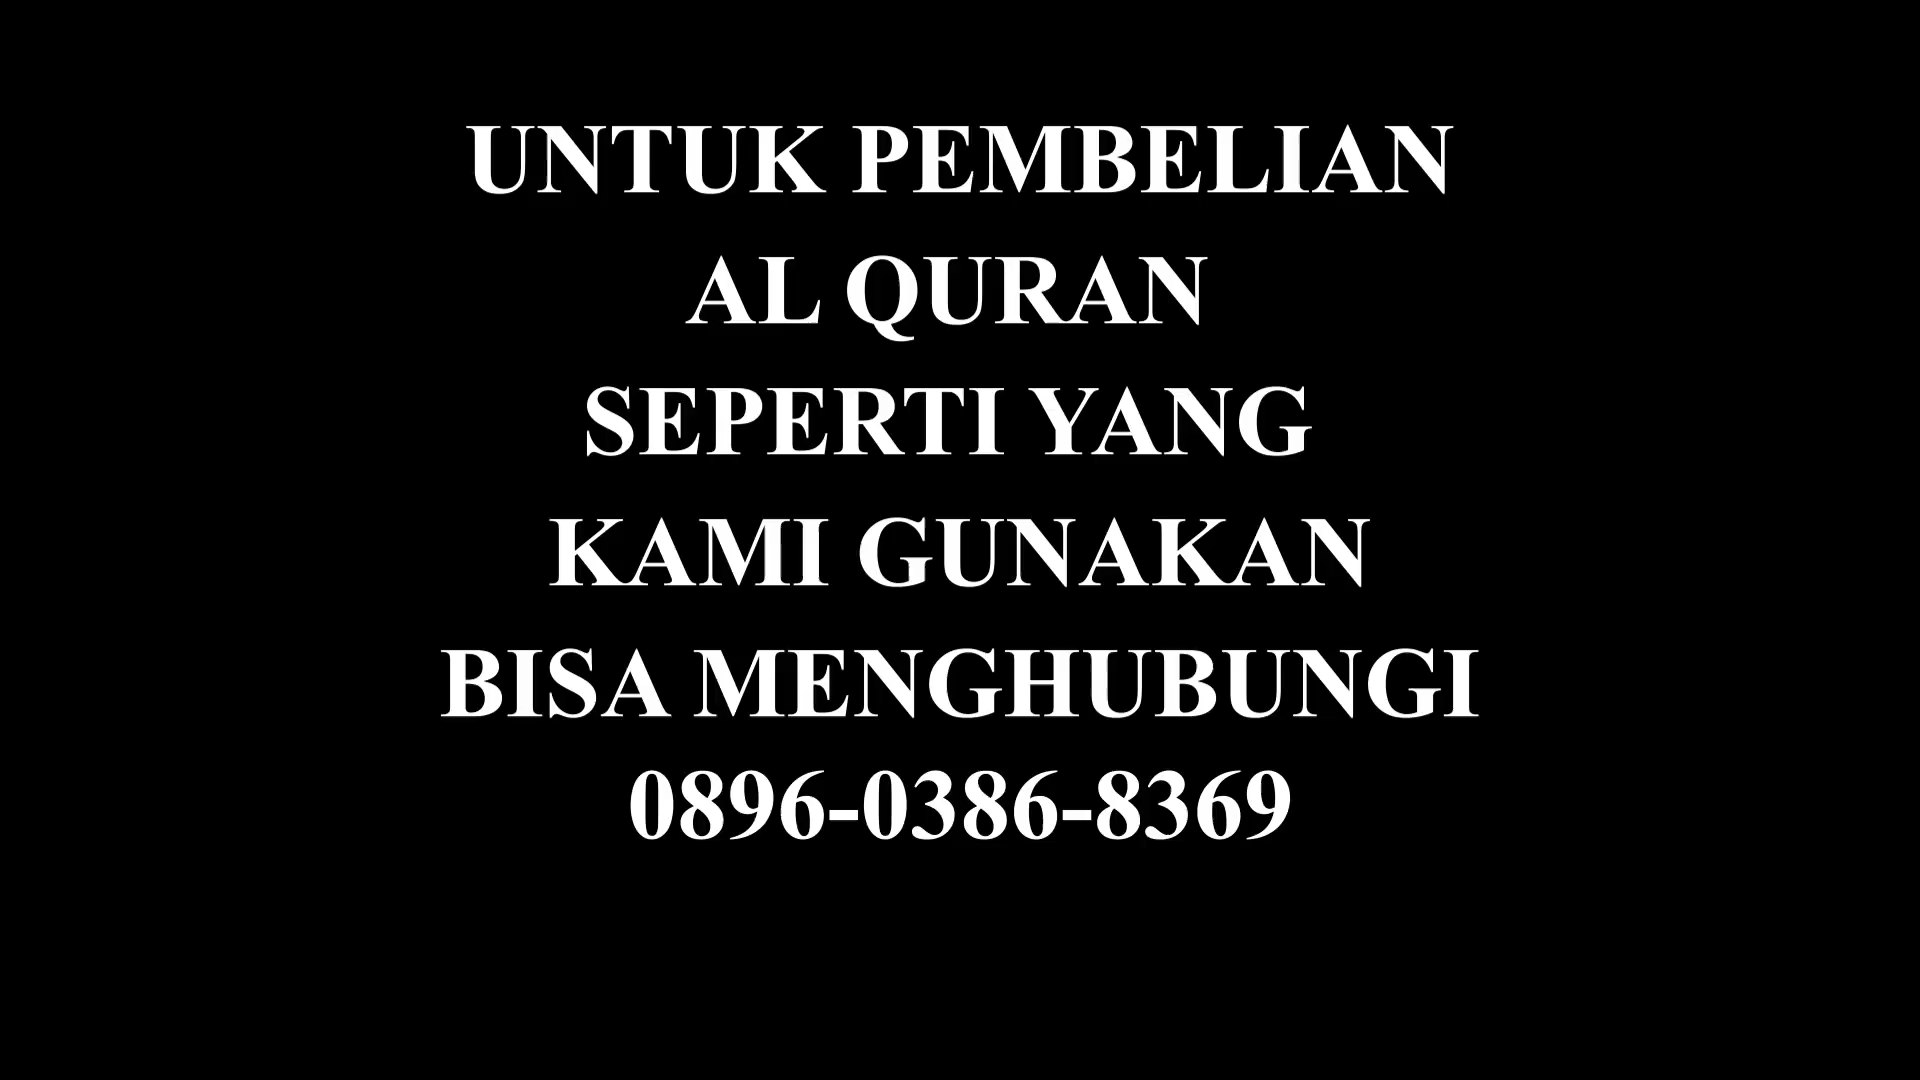 UNTUK PEMBELIAN
AL QURAN
SEPERTI YANG
KAMI GUNAKAN
BISA MENGHUBUNGI
0896-0386-8369